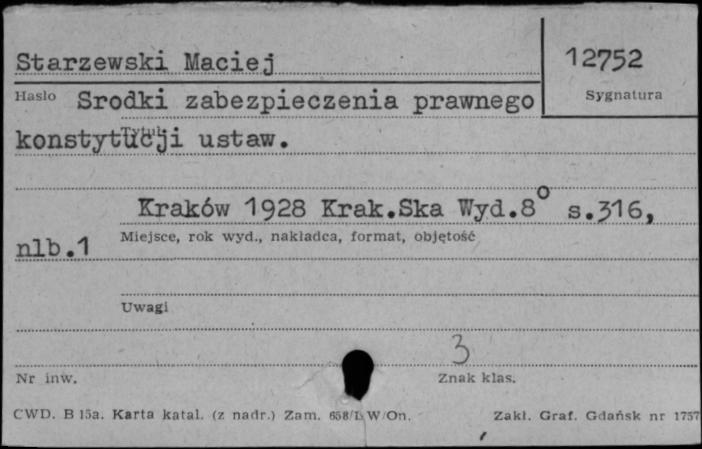 Starzewski Maciej
12752
Hasło Srodki zabezpieczenia prawnego
Sygnatura
konstytucji ustaw.
Tytuł
Kraków 1928 Krak.Ska Wyd.8° s.316,
Miejsce, rok wyd., nakładca, format, objętość
nlb.1
Uwagi
3
Nr inw.
Znak klas.
CWD. B 15a. Karta katal. (z nadr.) Zam. 658/L W/On.
Zakł. Graf. Gdańsk nr 1757